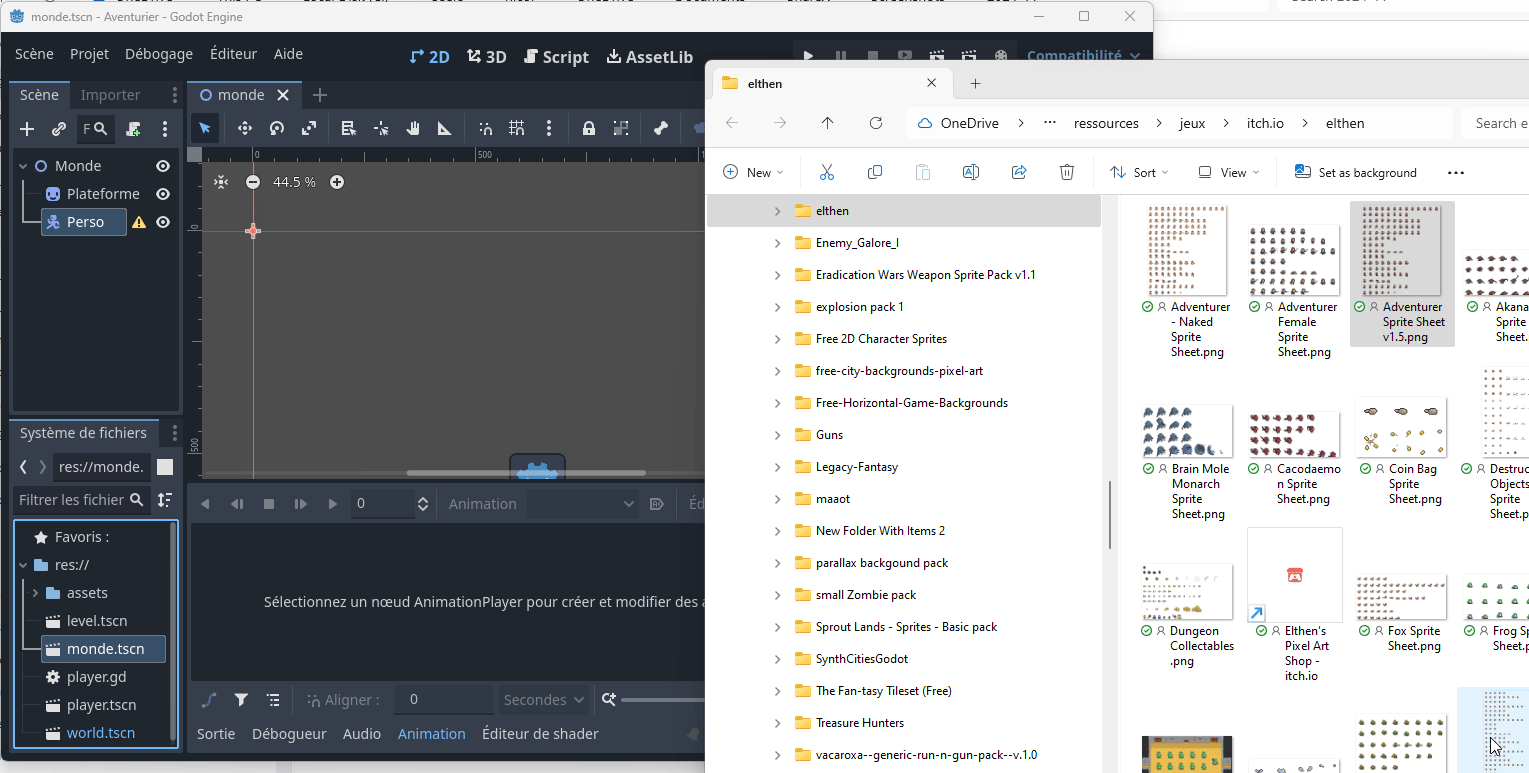 monde.tscn - Aventurier - Godot Engine
Scène Projet Débogage Éditeur Aide
2D 3D Script AssetLib
Compatibilité
Scène Importer
monde
F
0 500
Monde
44.5 %
Plateforme
Perso
0
500
Système de fichiers
res://monde.
Filtrer les fichier
0
Animation
Éd
Favoris :
res://
assets
level.tscn
monde.tscn
player.gd
player.tscn
world.tscn
Sélectionnez un nœud AnimationPlayer pour créer et modifier des a
Aligner : 0 Secondes
Sortie Débogueur Audio Animation Éditeur de shader
elthen
OneDrive ressources jeux itch.io elthen
Search e
New Sort View Set as background
elthen
Enemy_Galore_I
Eradication Wars Weapon Sprite Pack v1.1
explosion pack 1
Free 2D Character Sprites
free-city-backgrounds-pixel-art
Free-Horizontal-Game-Backgrounds
Guns
Legacy-Fantasy
maaot
New Folder With Items 2
parallax backgound pack
small Zombie pack
Sprout Lands - Sprites - Basic pack
SynthCitiesGodot
The Fan-tasy Tileset (Free)
Treasure Hunters
vacaroxa--generic-run-n-gun-pack--v.1.0
Adventurer
- Naked
Sprite
Sheet.png
Adventurer
Female
Sprite
Sheet.png
Adventurer
Sprite Sheet
v1.5.png
Akana
Sprite
Sheet.
Brain Mole
Monarch
Sprite
Sheet.png
Cacodaemo
n Sprite
Sheet.png
Coin Bag
Sprite
Sheet.png
Destruc
Objects
Sprite
Sheet.p
Dungeon
Collectables
.png
Elthen's
Pixel Art
Shop -
itch.io
Fox Sprite
Sheet.png
Frog S
Sheet.p